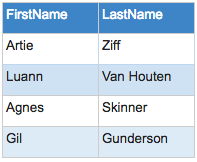 FirstName LastName
Artie Ziff
Luann Van Houten
Agnes Skinner
Gil Gunderson